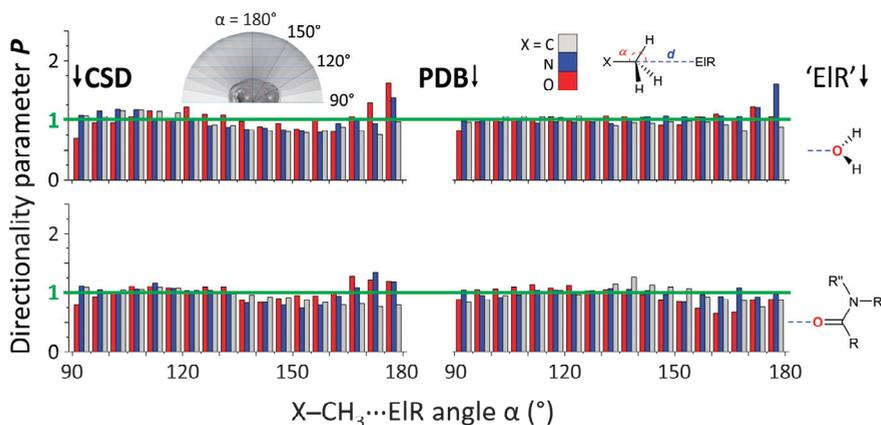 α = 180°
150°
120°
90°
Directionality parameter P
2
1
0
↓CSD
PDB↓
X = C
N
O
X
α
H
d
ElR
H
H
'ElR'↓
O
H
H
2
1
0
R''
N
R'
O
R
90
120
150
180
90
120
150
180
X–CH3···ElR angle α (°)